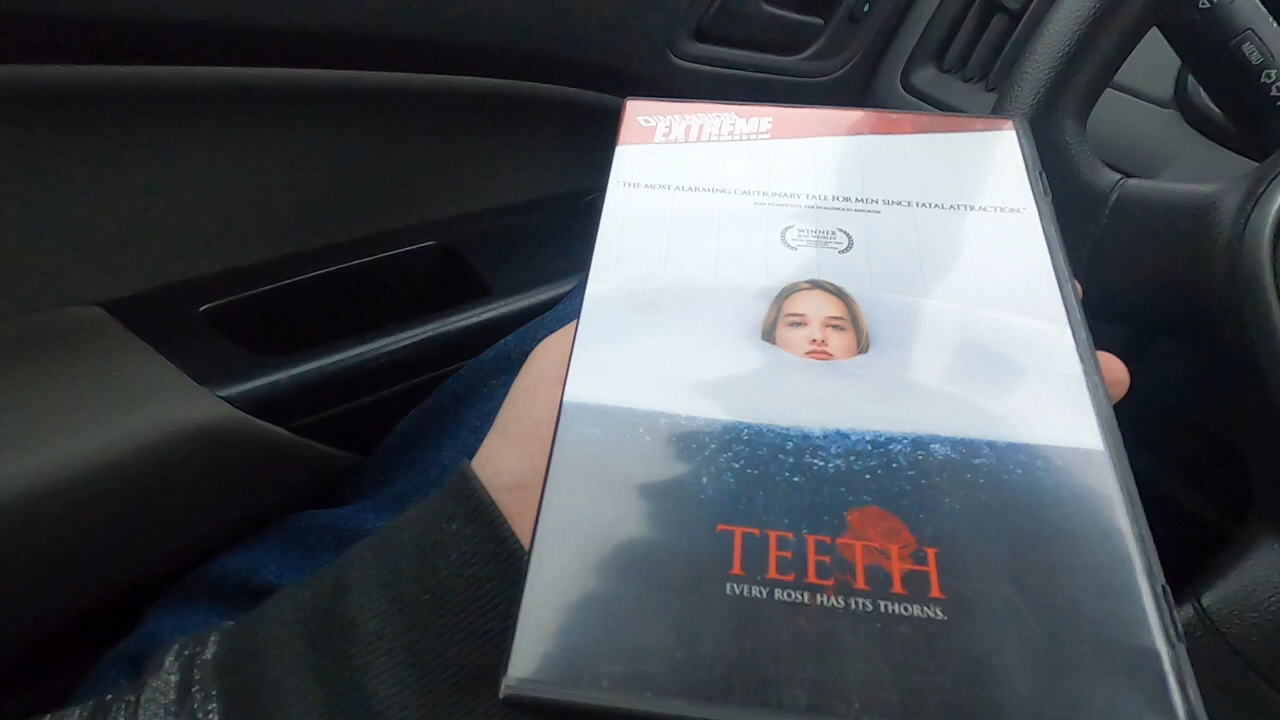 MENU
DIMENSION
EXTREME
"THE MOST ALARMING CAUTIONARY TALE FOR MEN SINCE FATAL ATTRACTION."
WINNER
TEETH
EVERY ROSE HAS ITS THORNS.